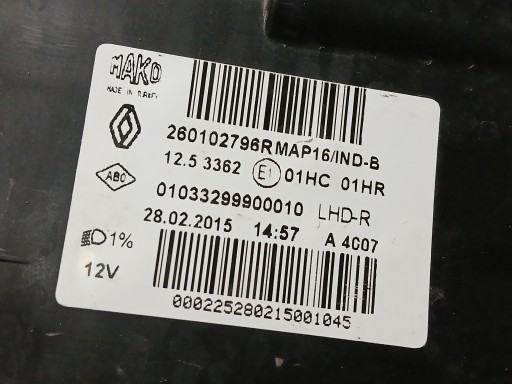 MAKO
MADE IN TURKEY
260102796R MAP16/IND-B
12.5 3362 E1 01HC 01HR
ABC
01033299900010 LHD-R
28.02.2015 14:57 A 4C07
1%
12V
000225280215001045